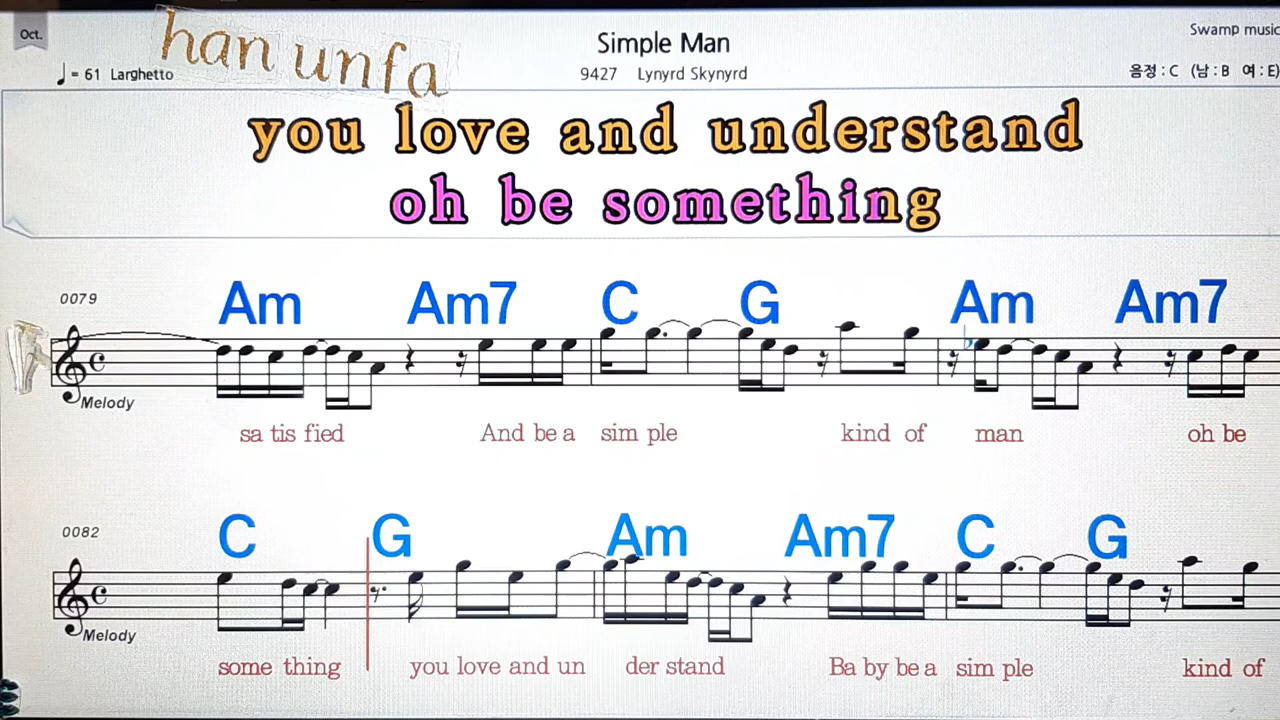 Oct.
han unfa
Simple Man
Swamp music
♩= 61 Larghetto
9427 Lynyrd Skynyrd
음정 : C (남 : B 여 : E)
you love and understand
oh be something
0079
Am Am7 C G Am Am7
Melody
sa tis fied And be a sim ple kind of man oh be
0082
C G Am Am7 C G
Melody
some thing you love and un der stand Ba by be a sim ple kind of